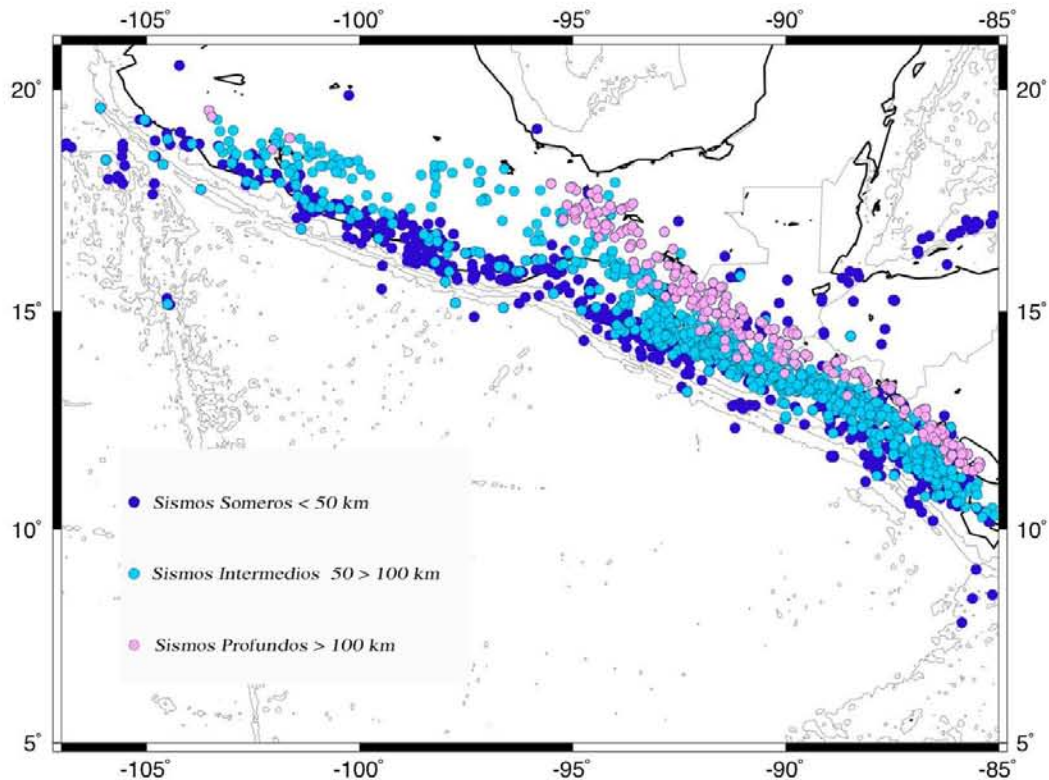 -105° -100° -95° -90° -85°
20° 20°
15° 15°
Sismos Someros < 50 km
10° 10°
Sismos Intermedios 50 > 100 km
Sismos Profundos > 100 km
5° 5°
-105° -100° -95° -90° -85°